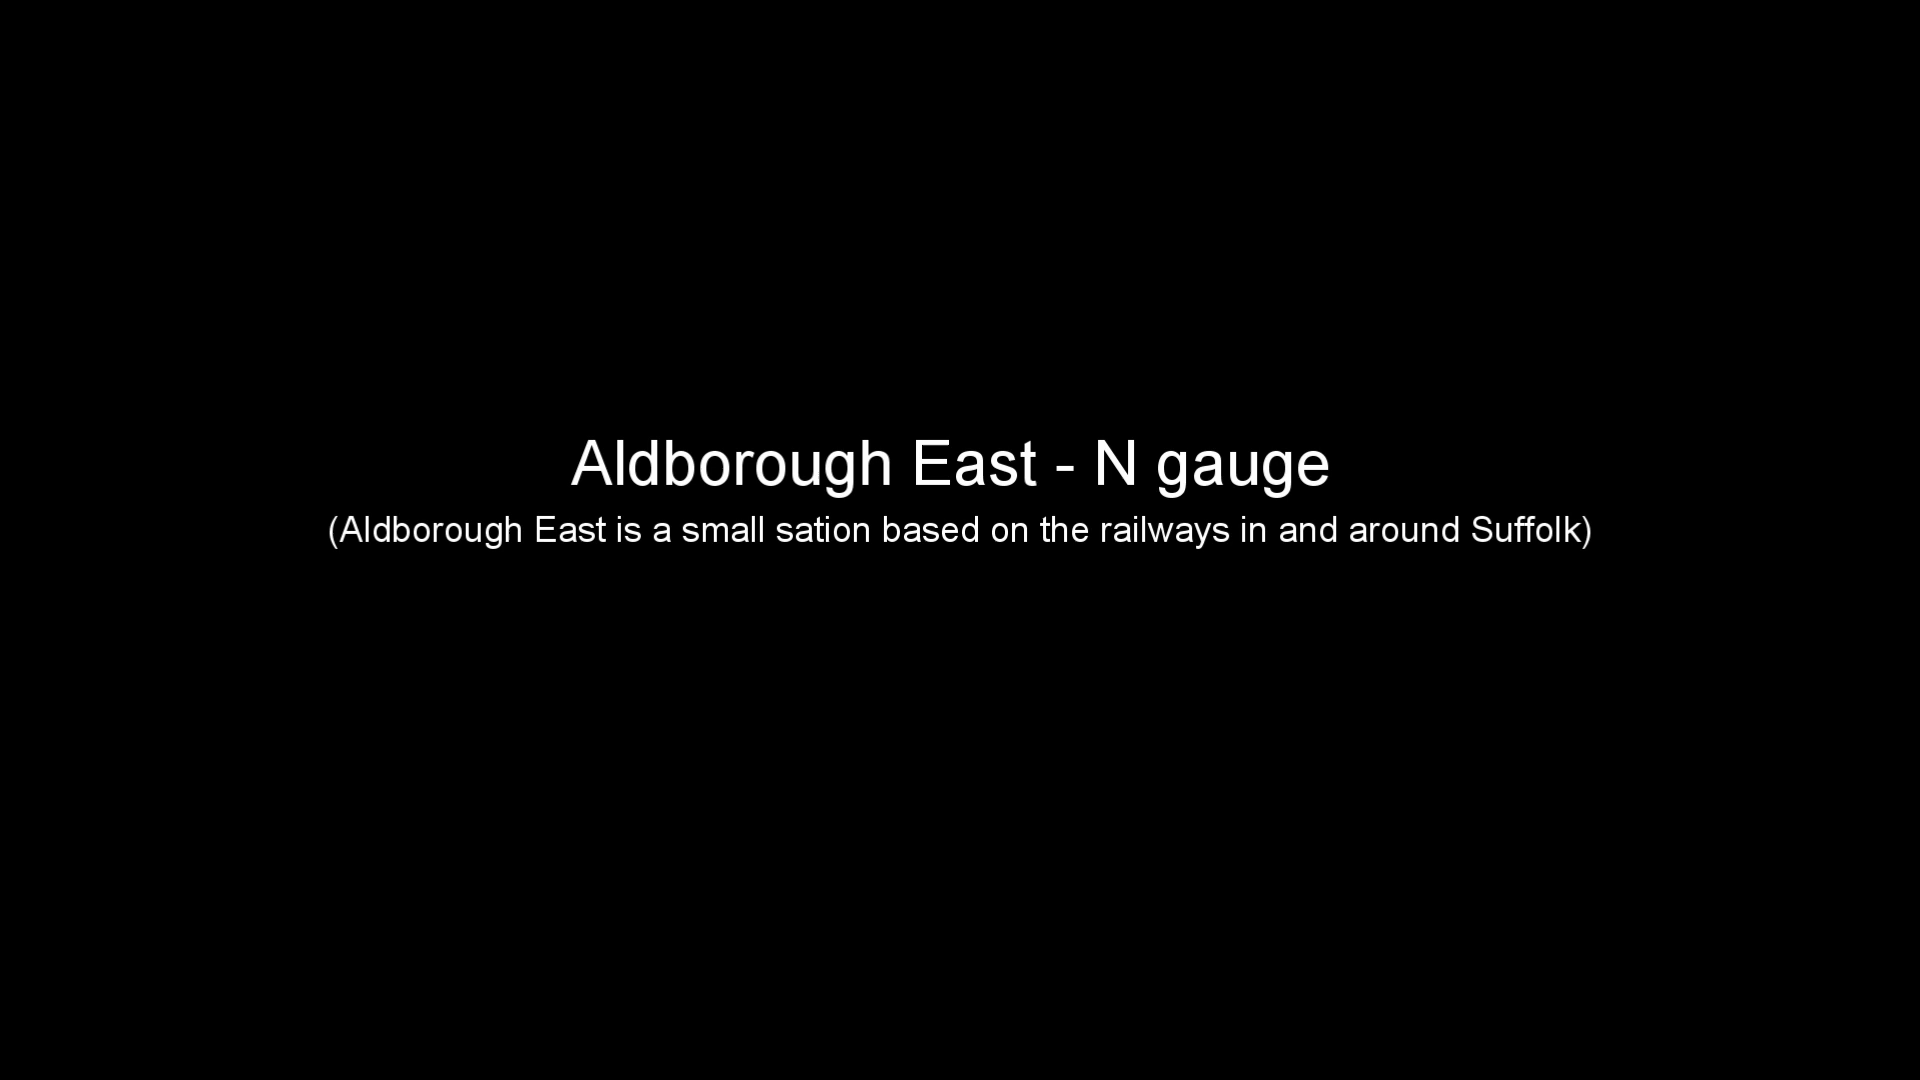 Aldborough East - N gauge
(Aldborough East is a small sation based on the railways in and around Suffolk)